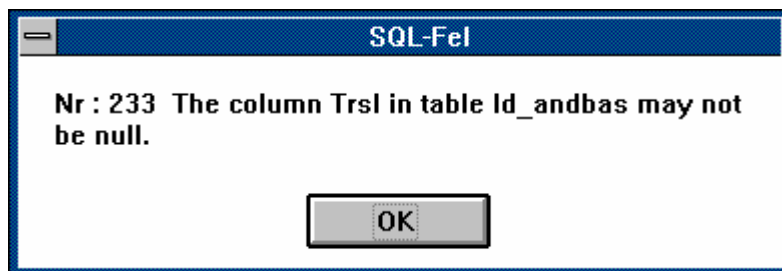 SQL-Fel
Nr : 233 The column Trsl in table ld_andbas may not
be null.
OK